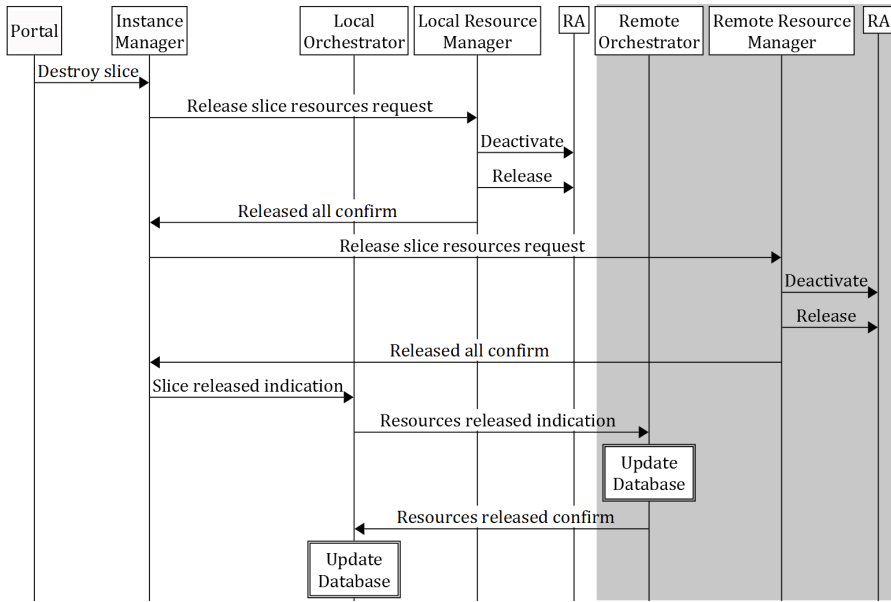 Portal
Instance
Manager
Local
Orchestrator
Local Resource
Manager
RA
Remote
Orchestrator
Remote Resource
Manager
RA
Destroy slice
Release slice resources request
Deactivate
Release
Released all confirm
Release slice resources request
Deactivate
Release
Released all confirm
Slice released indication
Resources released indication
Update
Database
Resources released confirm
Update
Database